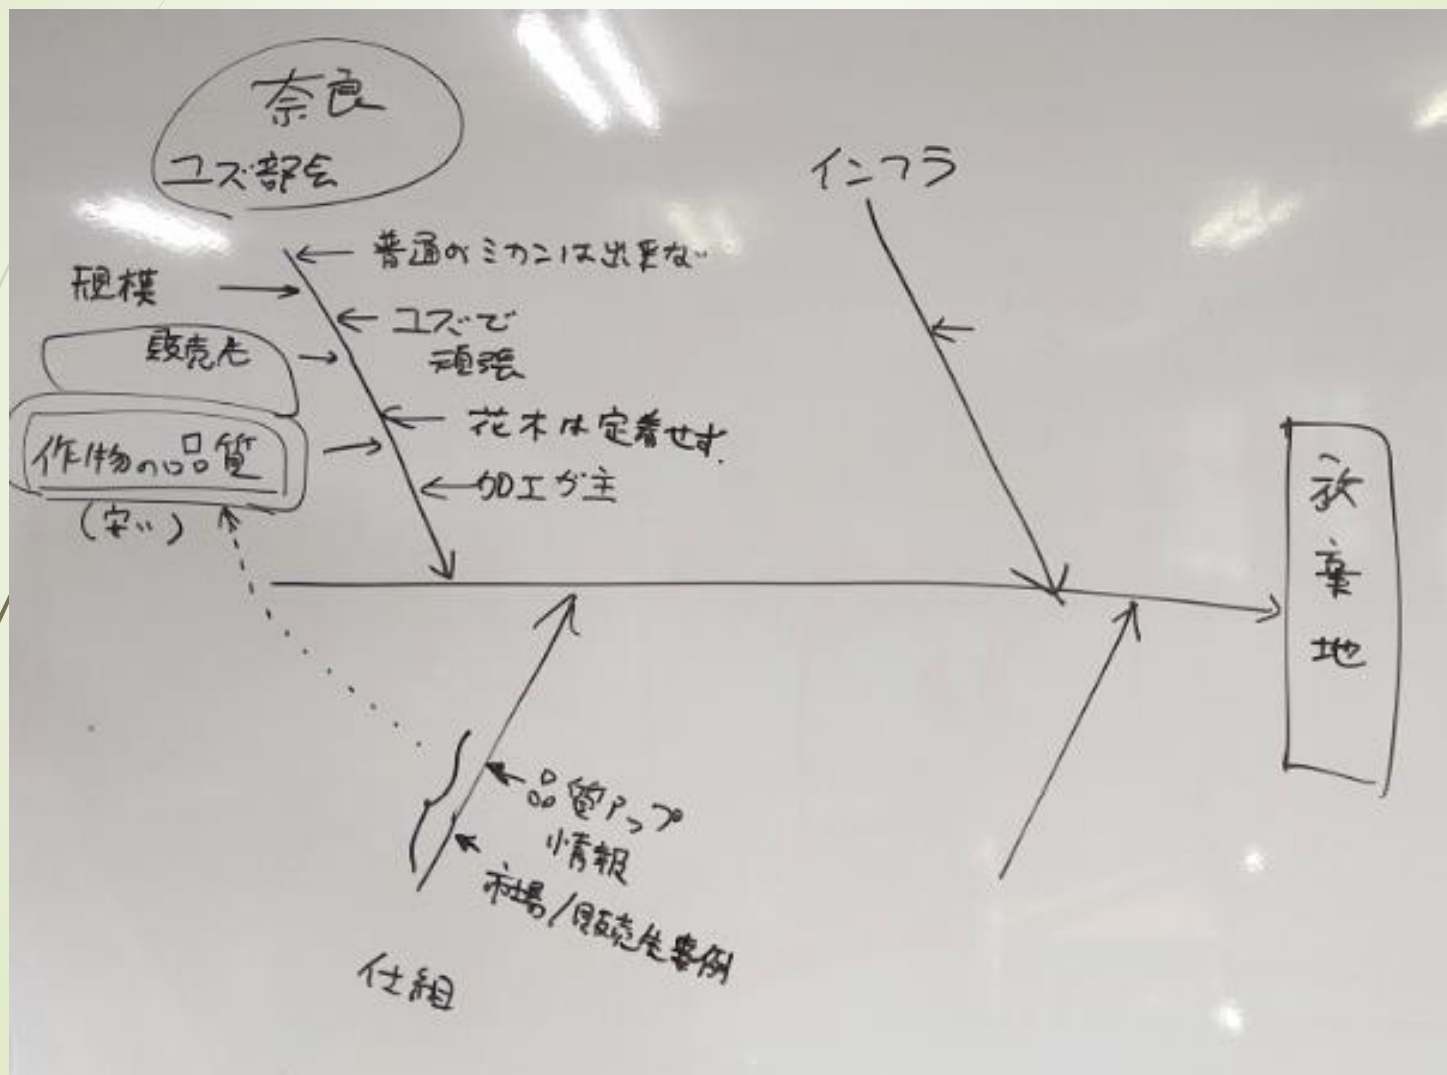 奈良
ユズ部会
インフラ
普通のミカンは出来ない
規模
ユズで
頑張
販売先
花木は定着せず
作物の品質
加工が主
(安い)
放棄地
品質アップ
情報
市場/販売先事例
仕組